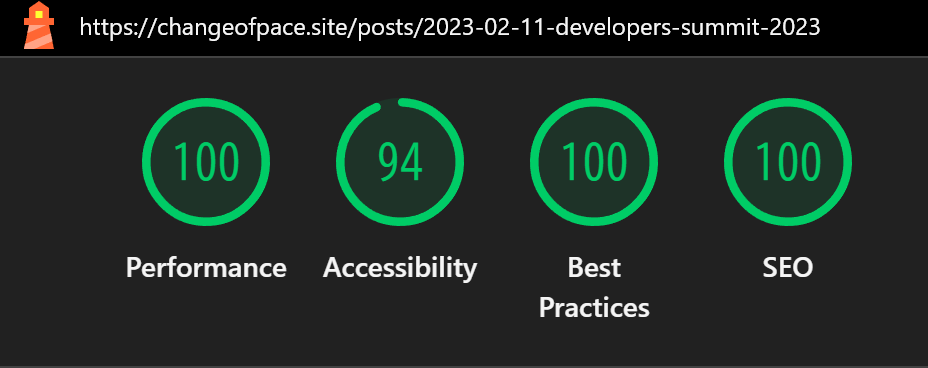 https://changeofpace.site/posts/2023-02-11-developers-summit-2023
100
94
100
100
Performance
Accessibility
Best
Practices
SEO